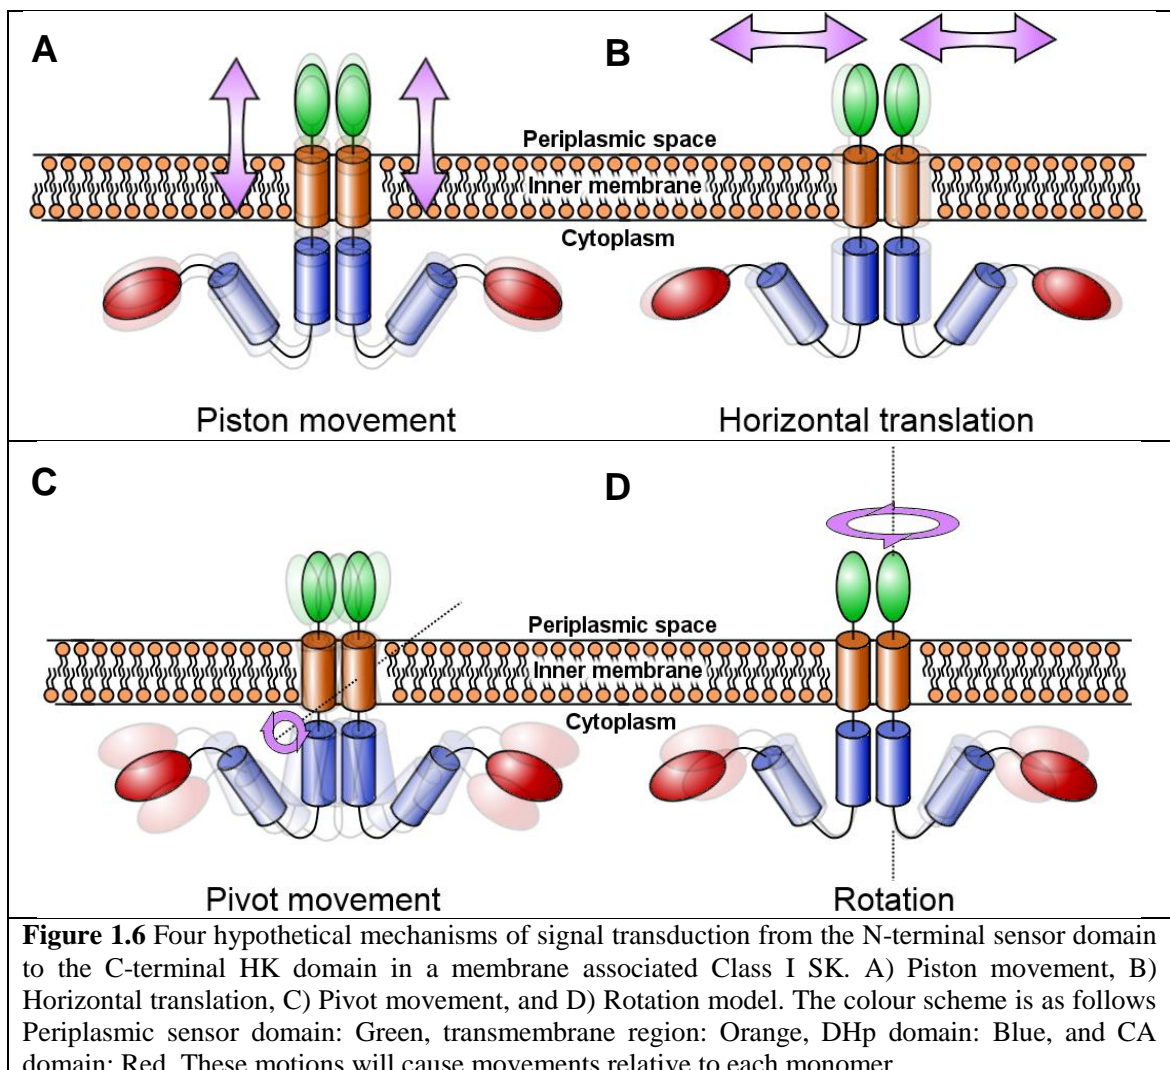 A
B
Periplasmic space
Inner membrane
Cytoplasm
Piston movement
Horizontal translation
C
D
Periplasmic space
Inner membrane
Cytoplasm
Pivot movement
Rotation
Figure 1.6 Four hypothetical mechanisms of signal transduction from the N-terminal sensor domain
to the C-terminal HK domain in a membrane associated Class I SK. A) Piston movement, B)
Horizontal translation, C) Pivot movement, and D) Rotation model. The colour scheme is as follows
Periplasmic sensor domain: Green, transmembrane region: Orange, DHp domain: Blue, and CA
domain: Red. These motions will cause movements relative to each monomer.